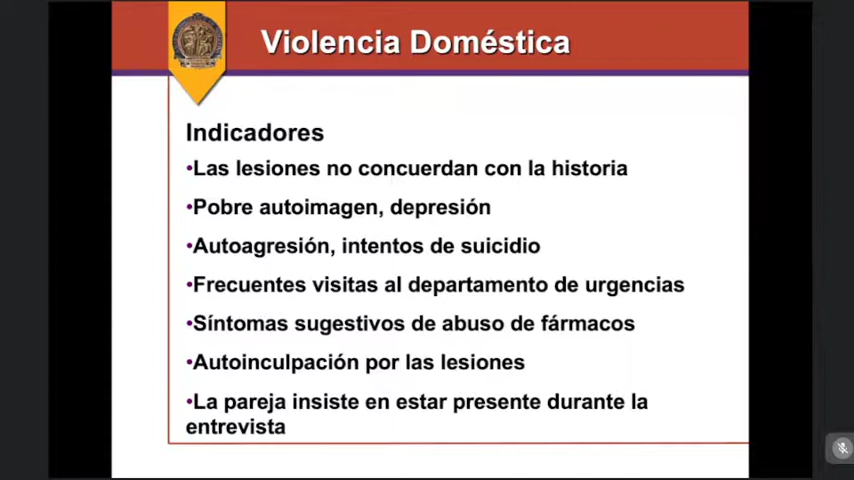 Violencia Doméstica
Indicadores
•Las lesiones no concuerdan con la historia
•Pobre autoimagen, depresión
•Autoagresión, intentos de suicidio
•Frecuentes visitas al departamento de urgencias
•Síntomas sugestivos de abuso de fármacos
•Autoinculpación por las lesiones
•La pareja insiste en estar presente durante la
entrevista